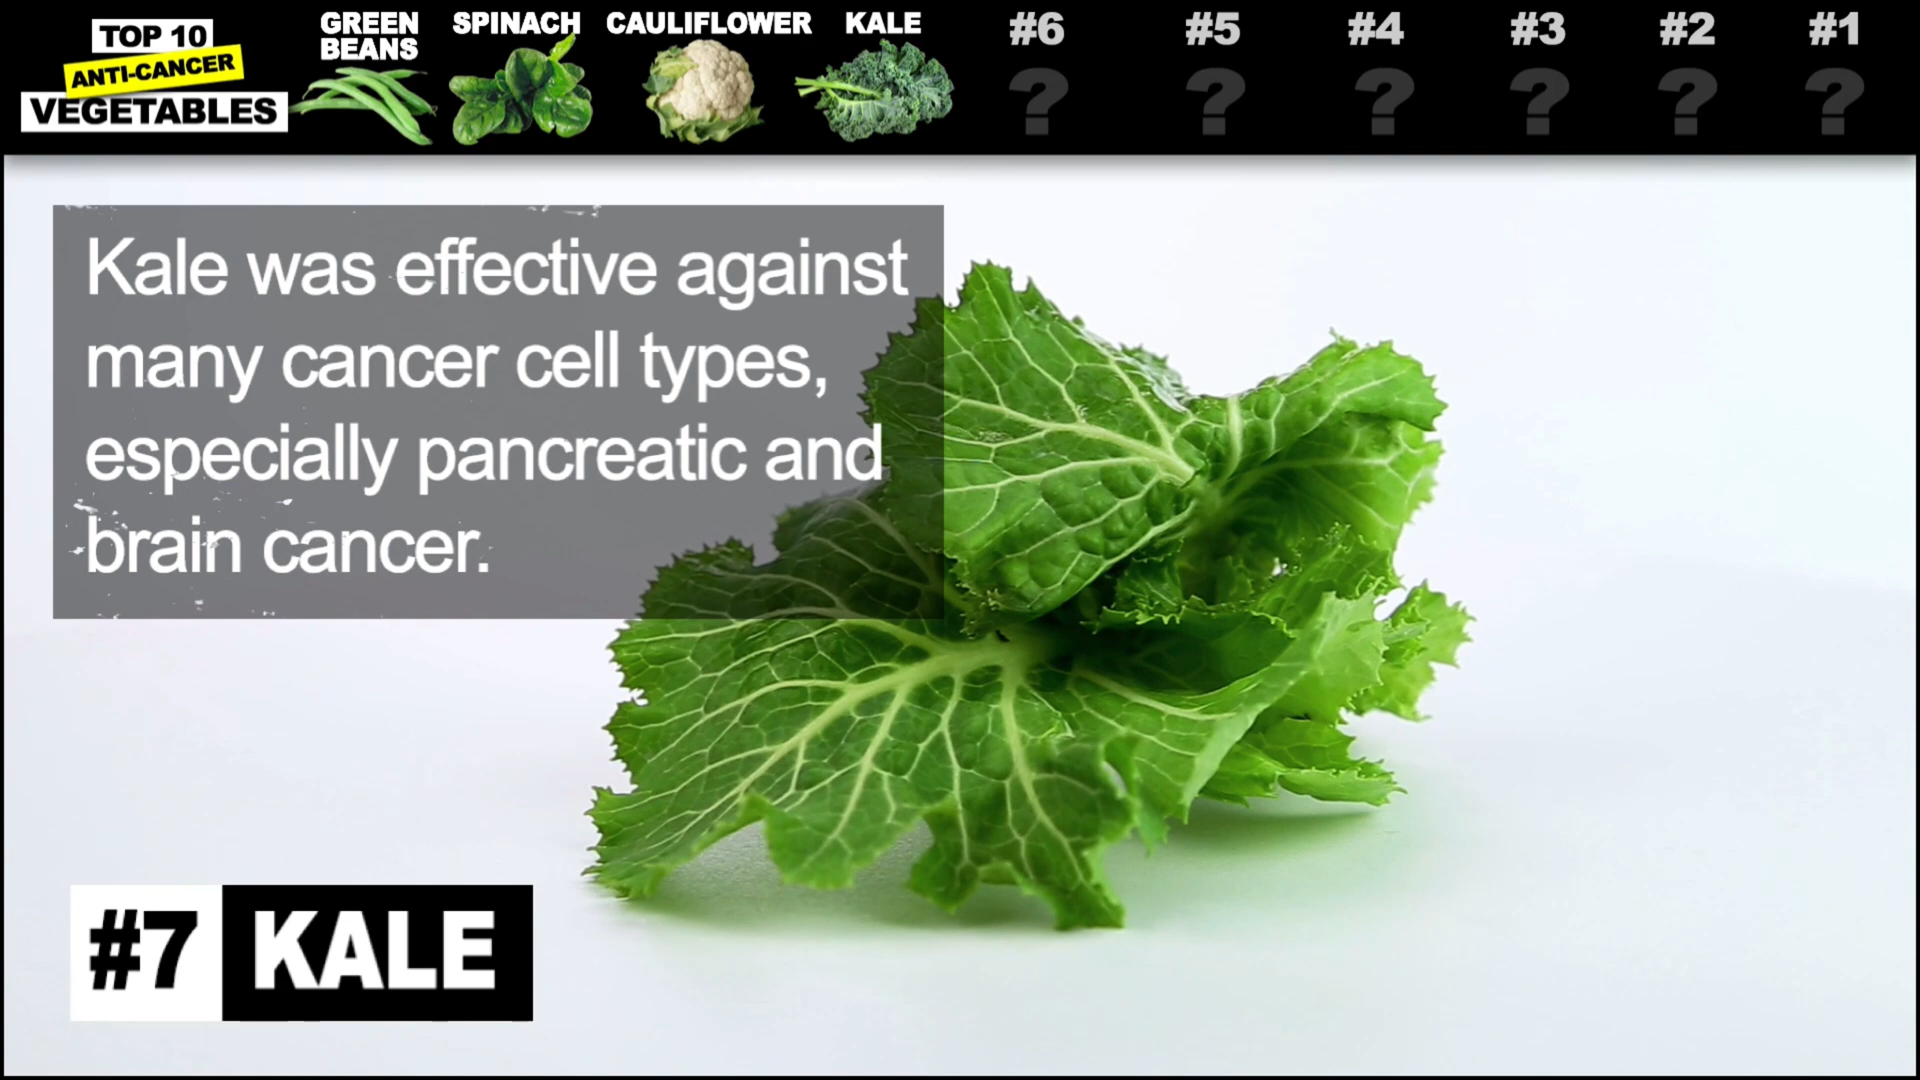 TOP 10
ANTI-CANCER
VEGETABLES
GREEN
BEANS
SPINACH
CAULIFLOWER
KALE
#6
?
#5
?
#4
?
#3
?
#2
?
#1
?
Kale was effective against
many cancer cell types,
especially pancreatic and
brain cancer.
#7 KALE